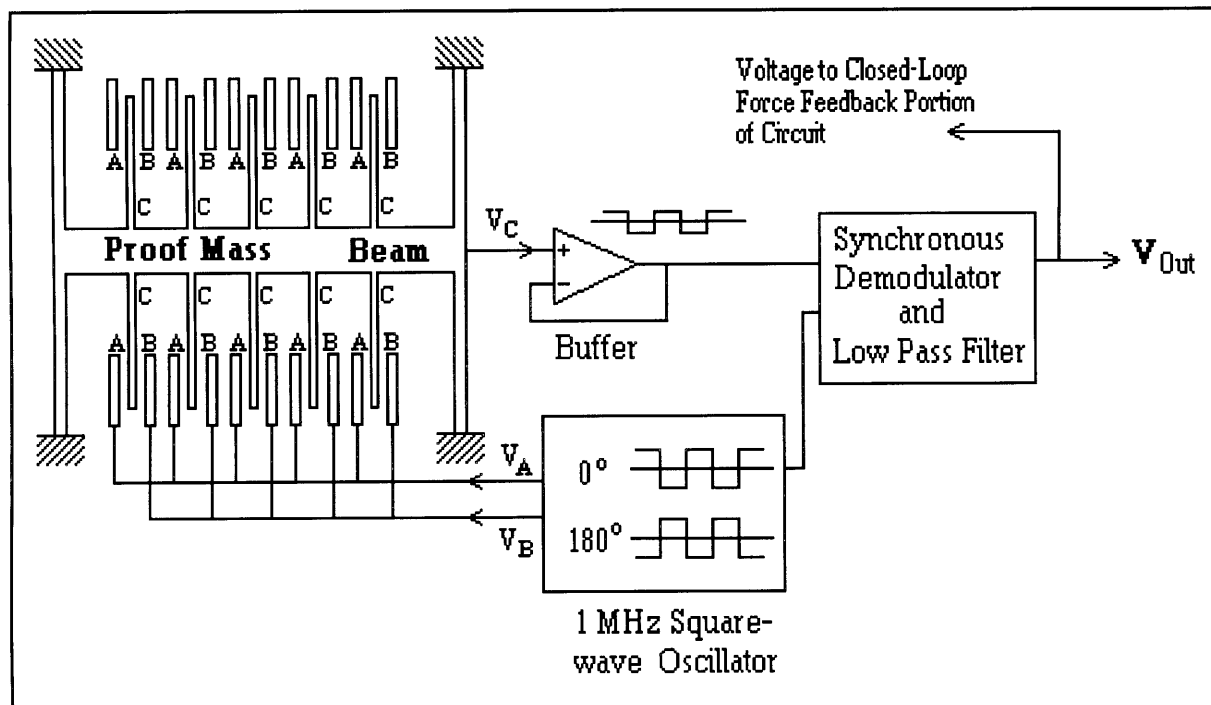 Voltage to Closed-Loop
Force Feedback Portion
of Circuit
A B A B A B A B A B
C C C C C
Proof Mass Beam
C C C C C
A B A B A B A B A B
V_C
+
−
Buffer
Synchronous
Demodulator
and
Low Pass Filter
V_Out
V_A
V_B
0°
180°
1 MHz Square-
wave Oscillator